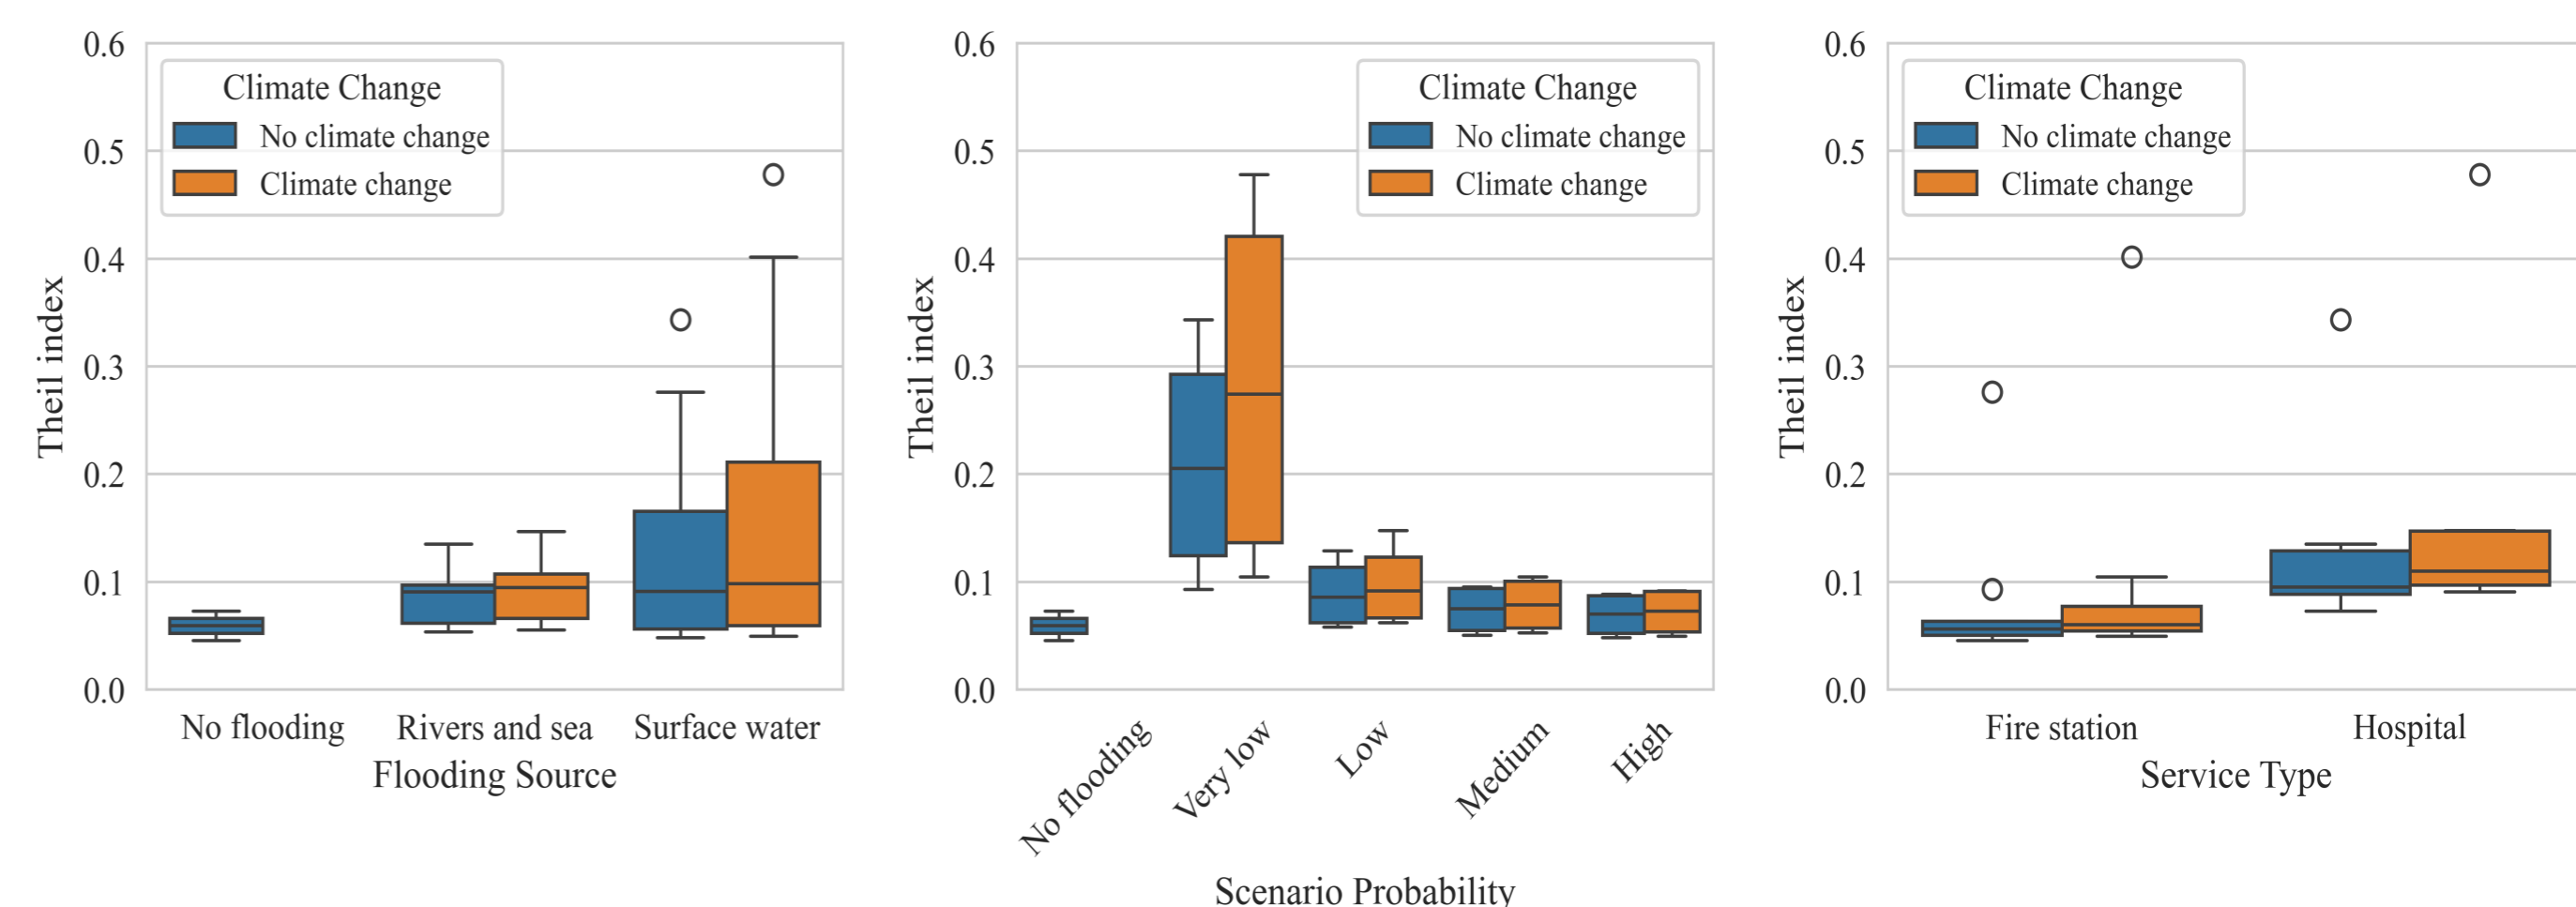 0.6
0.5
0.4
0.3
0.2
0.1
0.0
Theil index
Climate Change
No climate change
Climate change
No flooding
Rivers and sea
Surface water
Flooding Source
0.6
0.5
0.4
0.3
0.2
0.1
0.0
Theil index
Climate Change
No climate change
Climate change
No flooding
Very low
Low
Medium
High
Scenario Probability
0.6
0.5
0.4
0.3
0.2
0.1
0.0
Theil index
Climate Change
No climate change
Climate change
Fire station
Hospital
Service Type